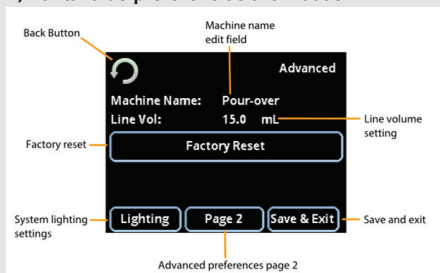 Back Button
Machine name
edit field
Advanced
Machine Name: Pour-over
Line Vol: 15.0 mL
Line volume
setting
Factory reset
Factory Reset
System lighting
settings
Lighting
Page 2
Save & Exit
Save and exit
Advanced preferences page 2